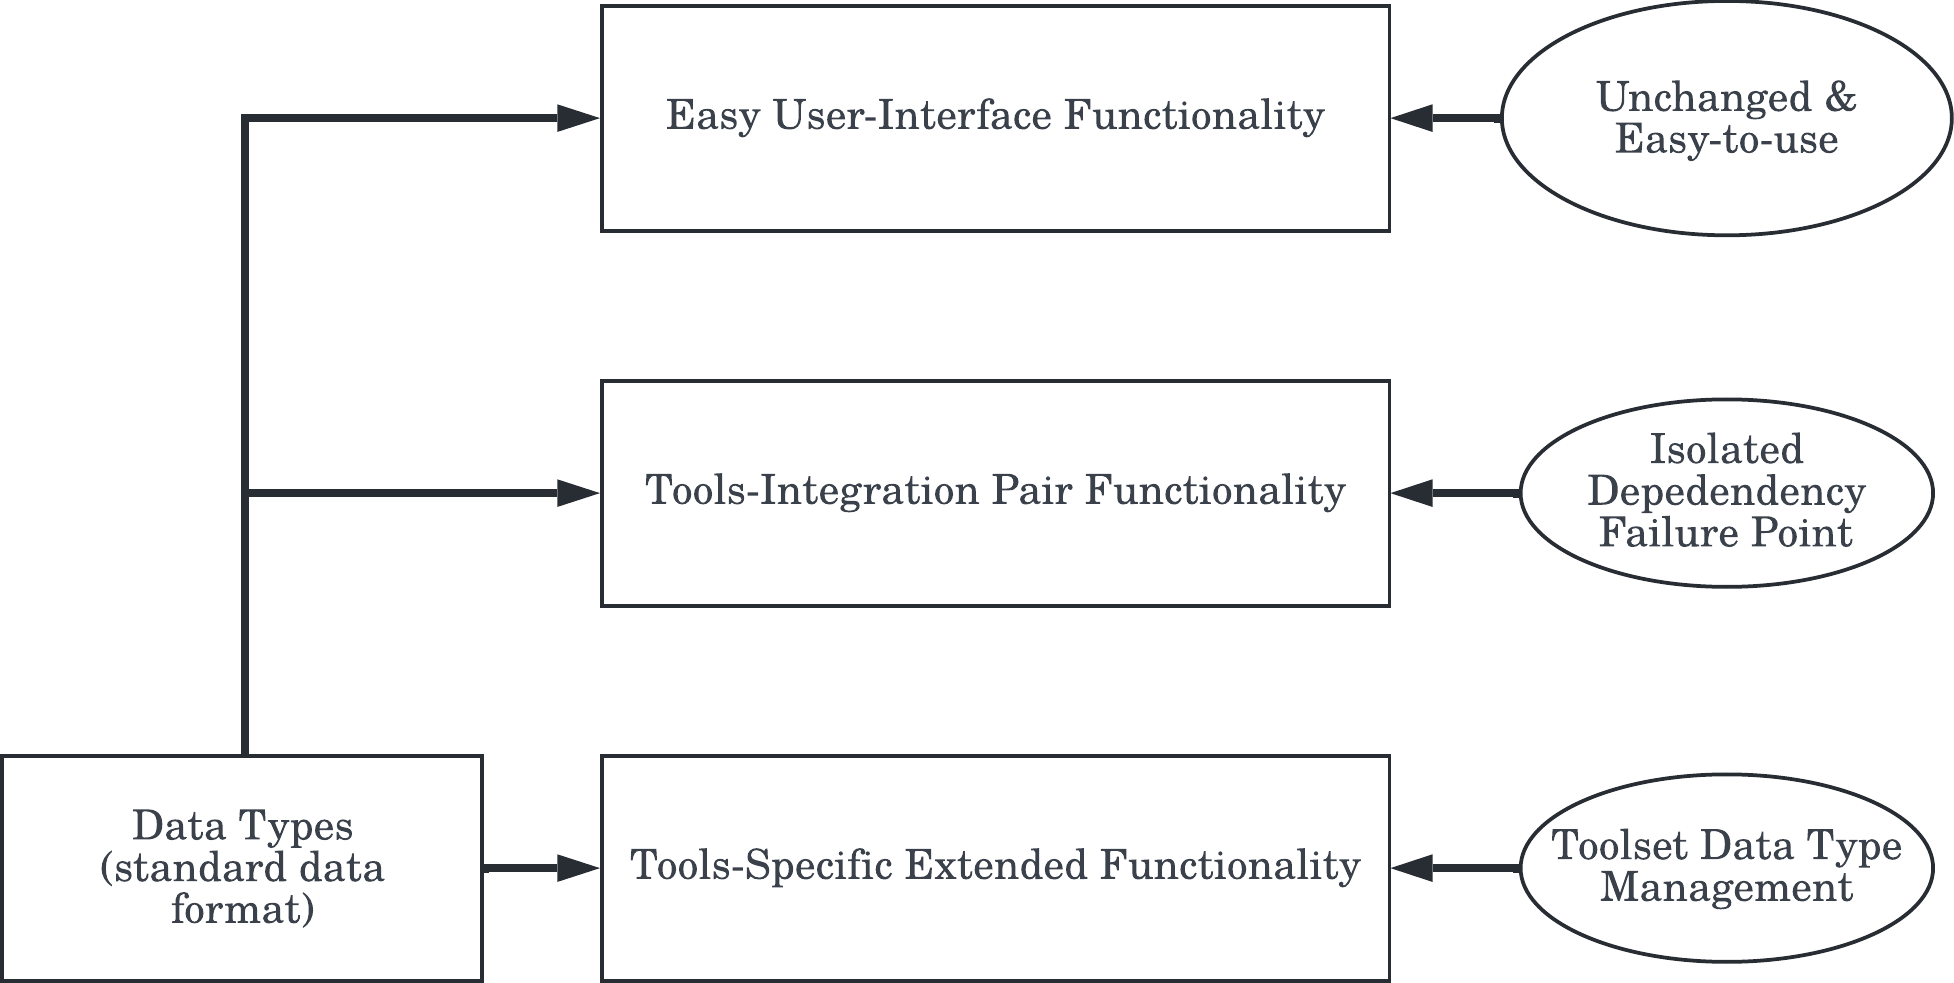 Easy User-Interface Functionality
Unchanged &
Easy-to-use
Tools-Integration Pair Functionality
Isolated
Depedendency
Failure Point
Data Types
(standard data
format)
Tools-Specific Extended Functionality
Toolset Data Type
Management